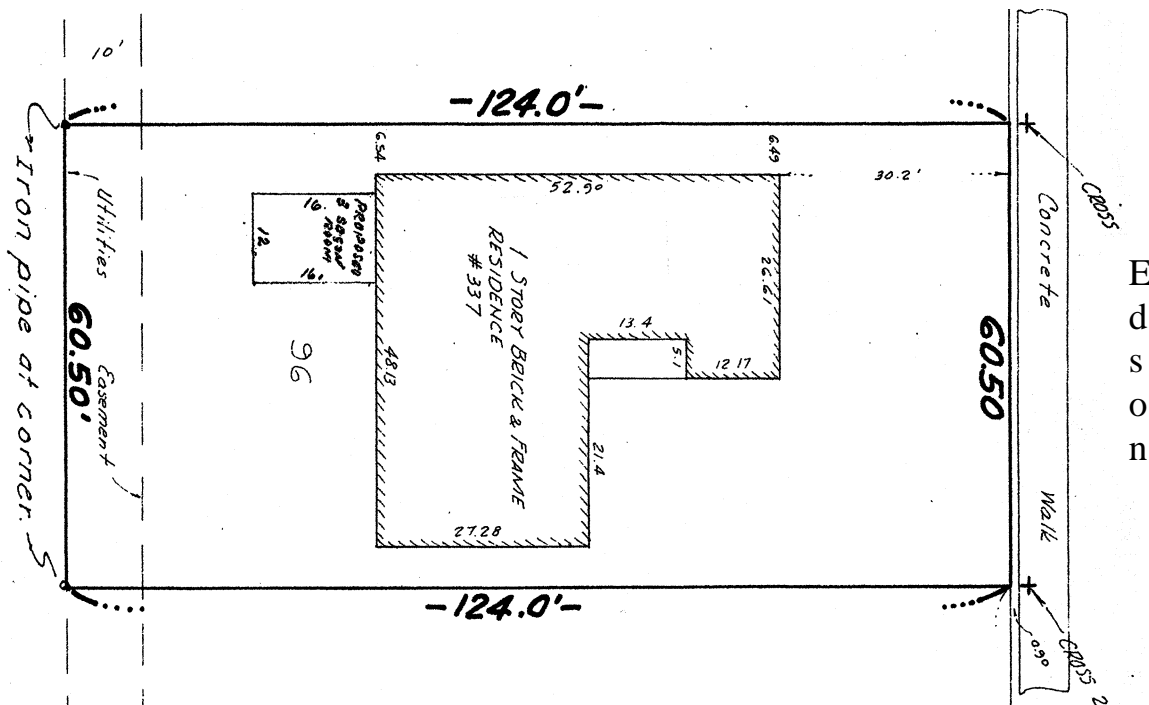 10'
-124.0'-
6.54
6.49
52.90
30.2'
CROSS
Iron pipe at corner.
Utilities
Easement
60.50'
PROPOSED
3 SEASON
ROOM
16.
16'
12
96
1 STORY BRICK & FRAME
RESIDENCE
#337
48.13
26.61
13.4
5.1
12 17
21.4
27.28
60.50
Concrete
Walk
Edson
-124.0'-
0.90
CROSS 2